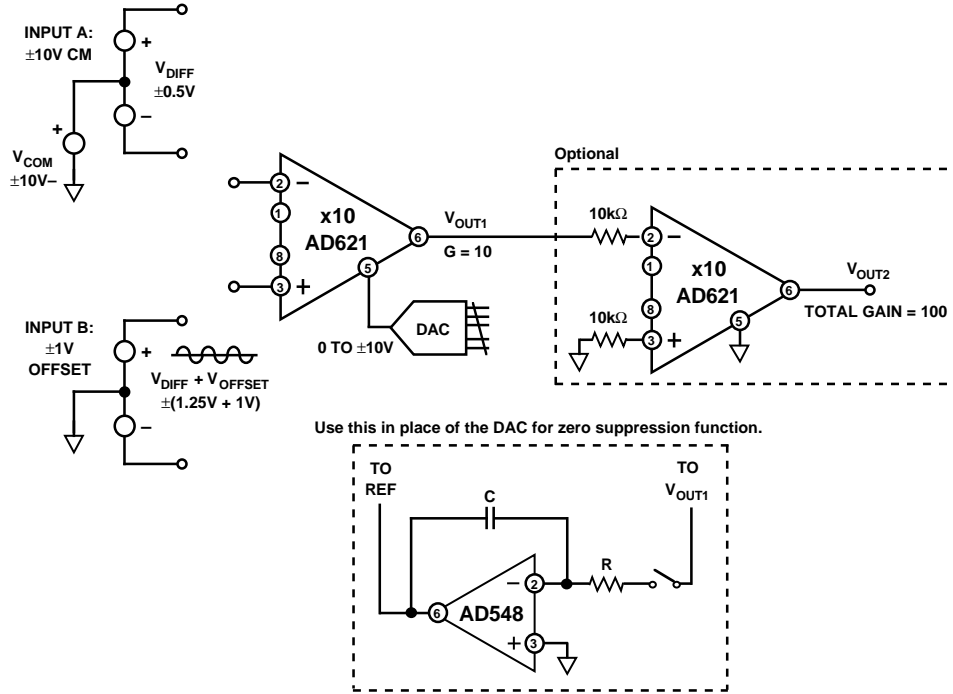 INPUT A:
±10V CM
+
V_DIFF
±0.5V
–
+
V_COM
±10V–
2
–
1
x10
AD621
8
3
+
6
5
V_OUT1
G = 10
DAC
0 TO ±10V
Optional
10kΩ
2
–
1
x10
AD621
8
10kΩ
3
+
6
5
V_OUT2
TOTAL GAIN = 100
INPUT B:
±1V
OFFSET
+
V_DIFF + V_OFFSET
±(1.25V + 1V)
–
Use this in place of the DAC for zero suppression function.
TO
REF
TO
V_OUT1
C
R
–
2
6
AD548
+
3